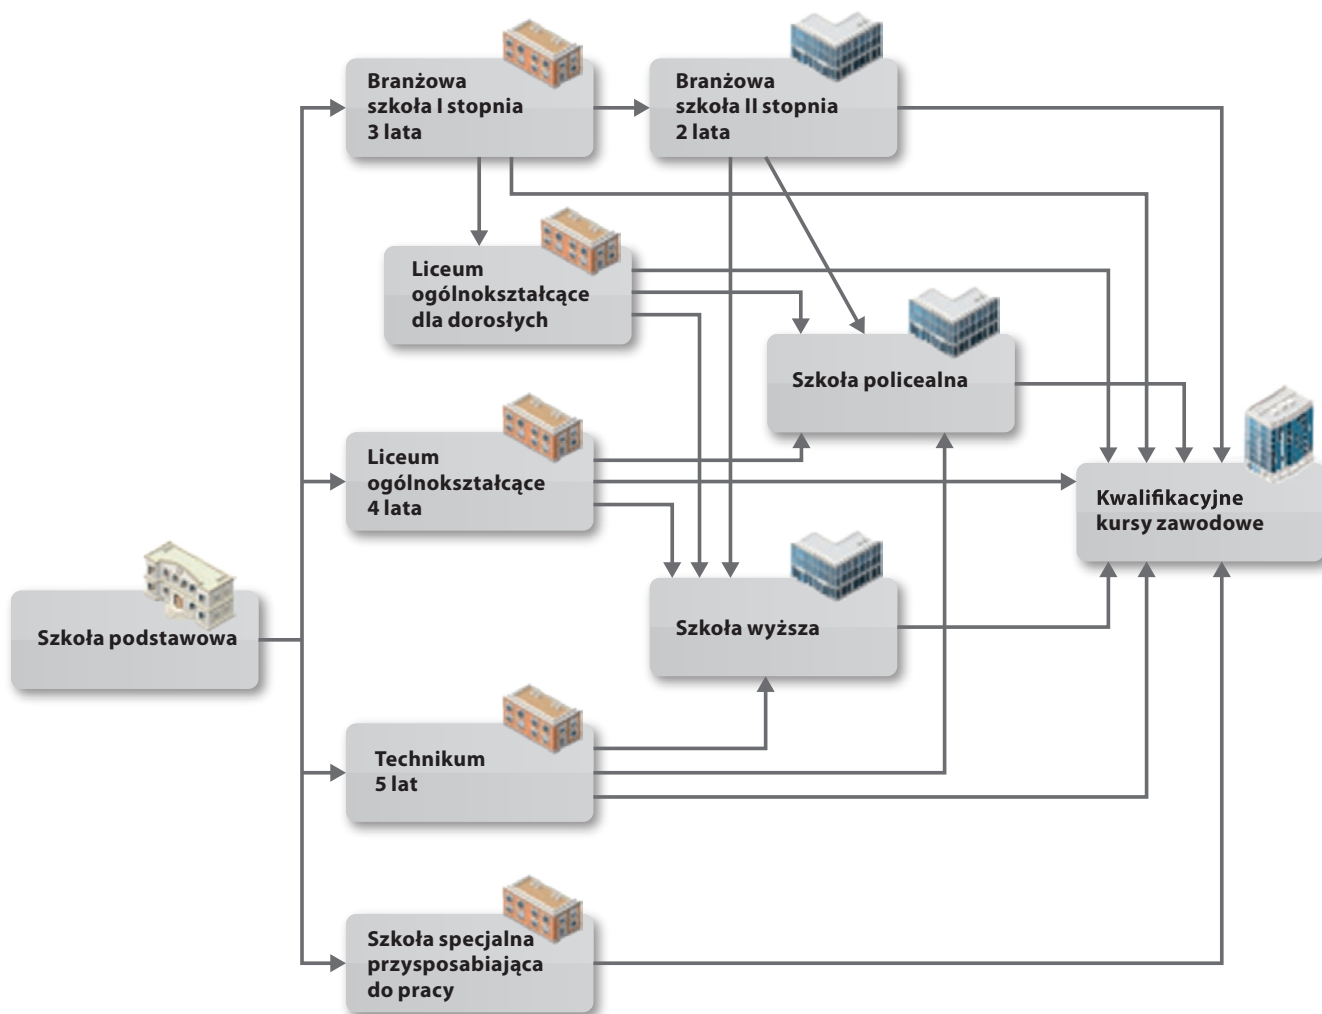 Branżowa
szkoła I stopnia
3 lata
Branżowa
szkoła II stopnia
2 lata
Liceum
ogólnokształcące
dla dorosłych
Szkoła policealna
Liceum
ogólnokształcące
4 lata
Kwalifikacyjne
kursy zawodowe
Szkoła podstawowa
Szkoła wyższa
Technikum
5 lat
Szkoła specjalna
przysposabiająca
do pracy